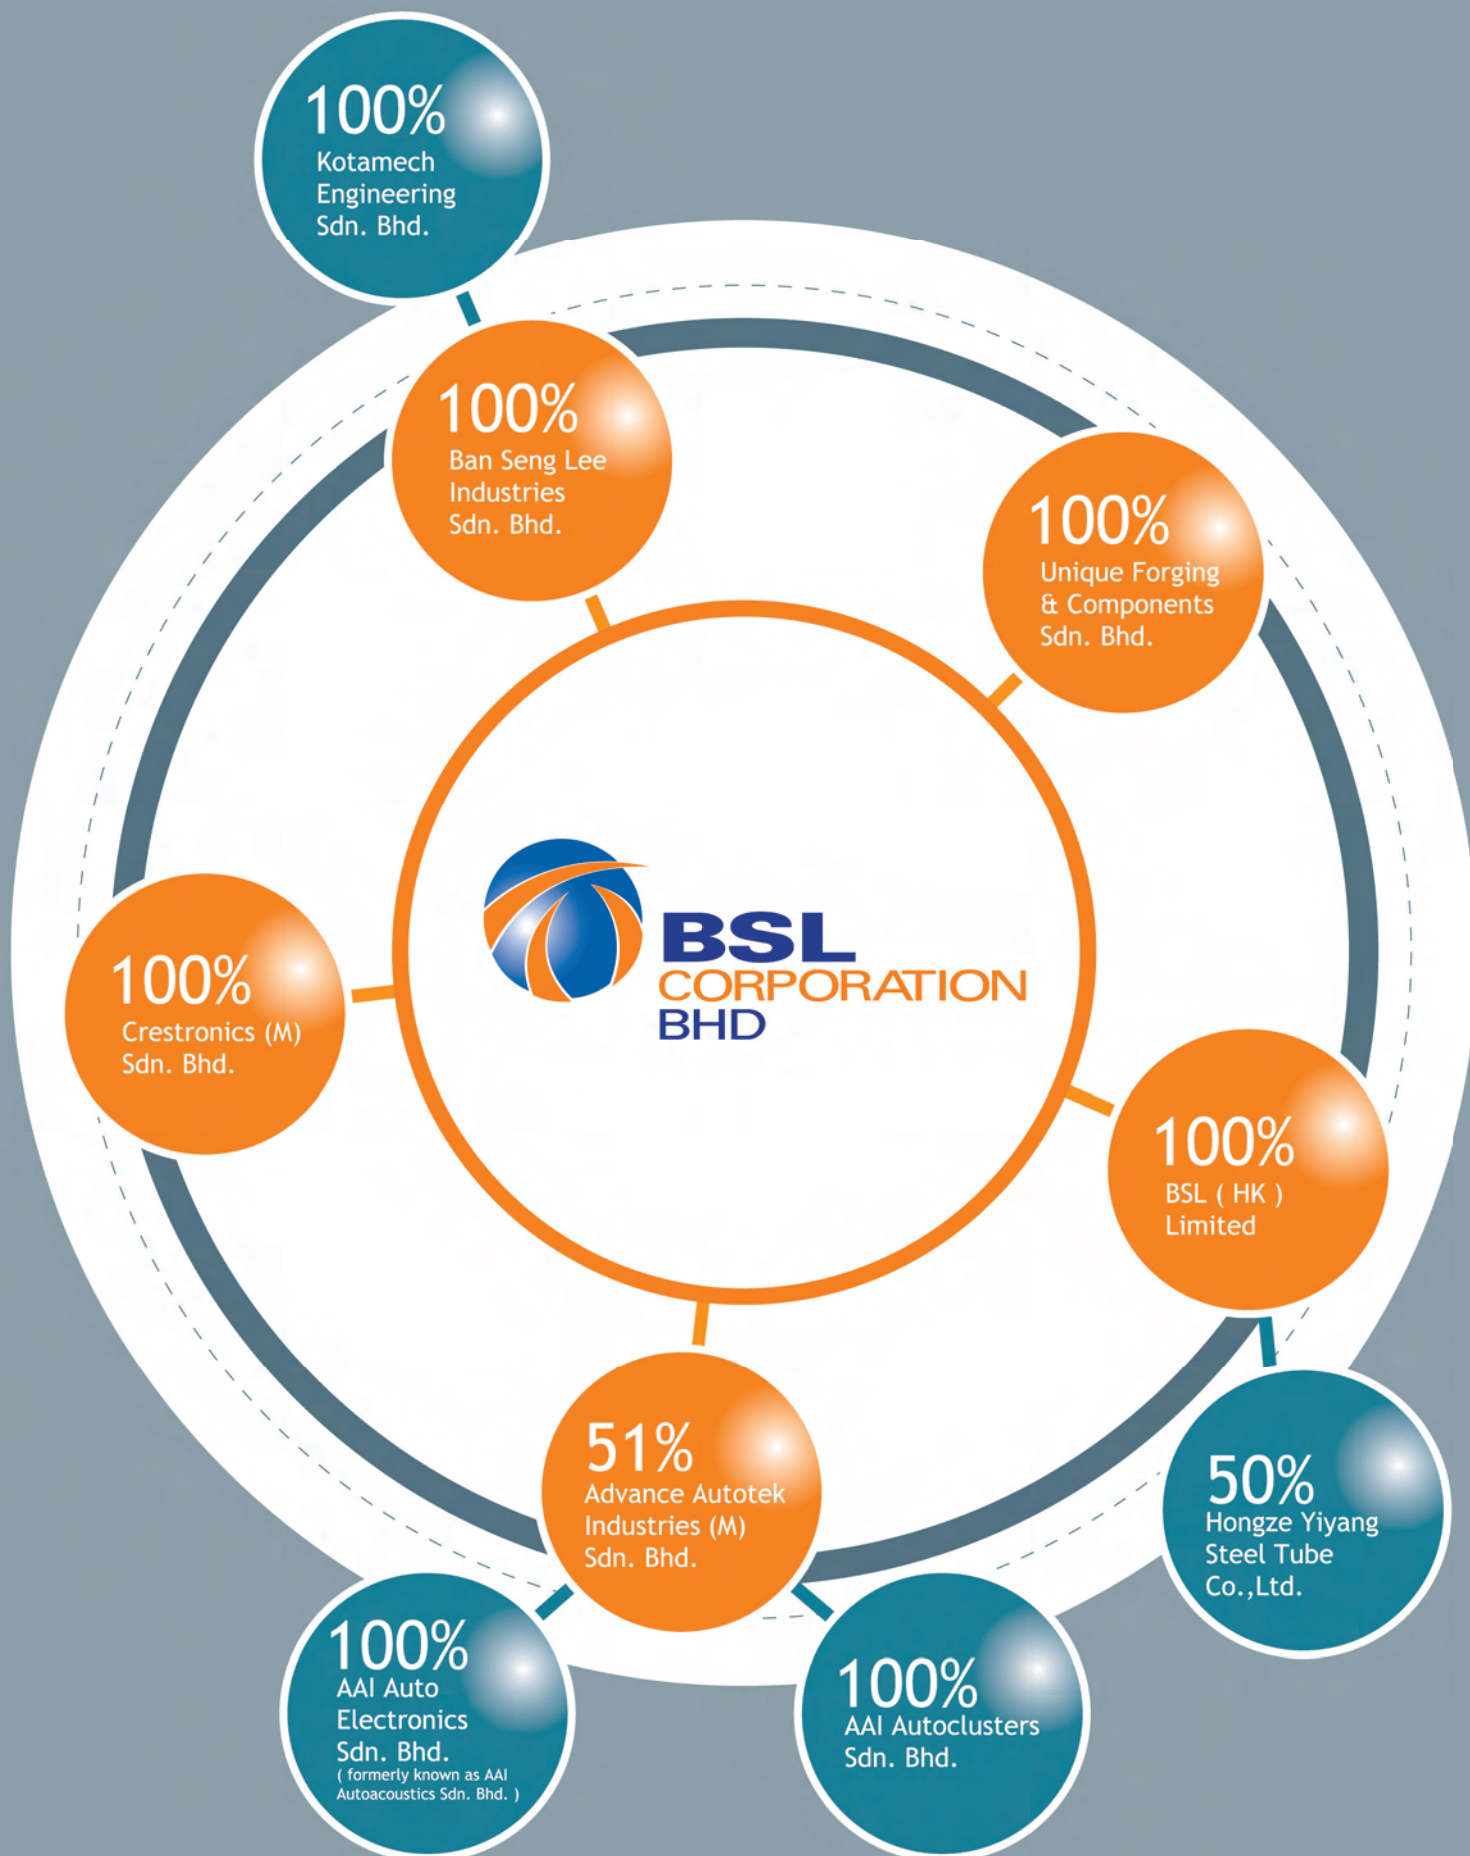 100%
Kotamech
Engineering
Sdn. Bhd.
100%
Ban Seng Lee
Industries
Sdn. Bhd.
100%
Unique Forging
& Components
Sdn. Bhd.
BSL
CORPORATION
BHD
100%
Crestronics (M)
Sdn. Bhd.
100%
BSL ( HK )
Limited
51%
Advance Autotek
Industries (M)
Sdn. Bhd.
50%
Hongze Yiyang
Steel Tube
Co.,Ltd.
100%
AAI Auto
Electronics
Sdn. Bhd.
( formerly known as AAI
Autoacoustics Sdn. Bhd. )
100%
AAI Autoclusters
Sdn. Bhd.